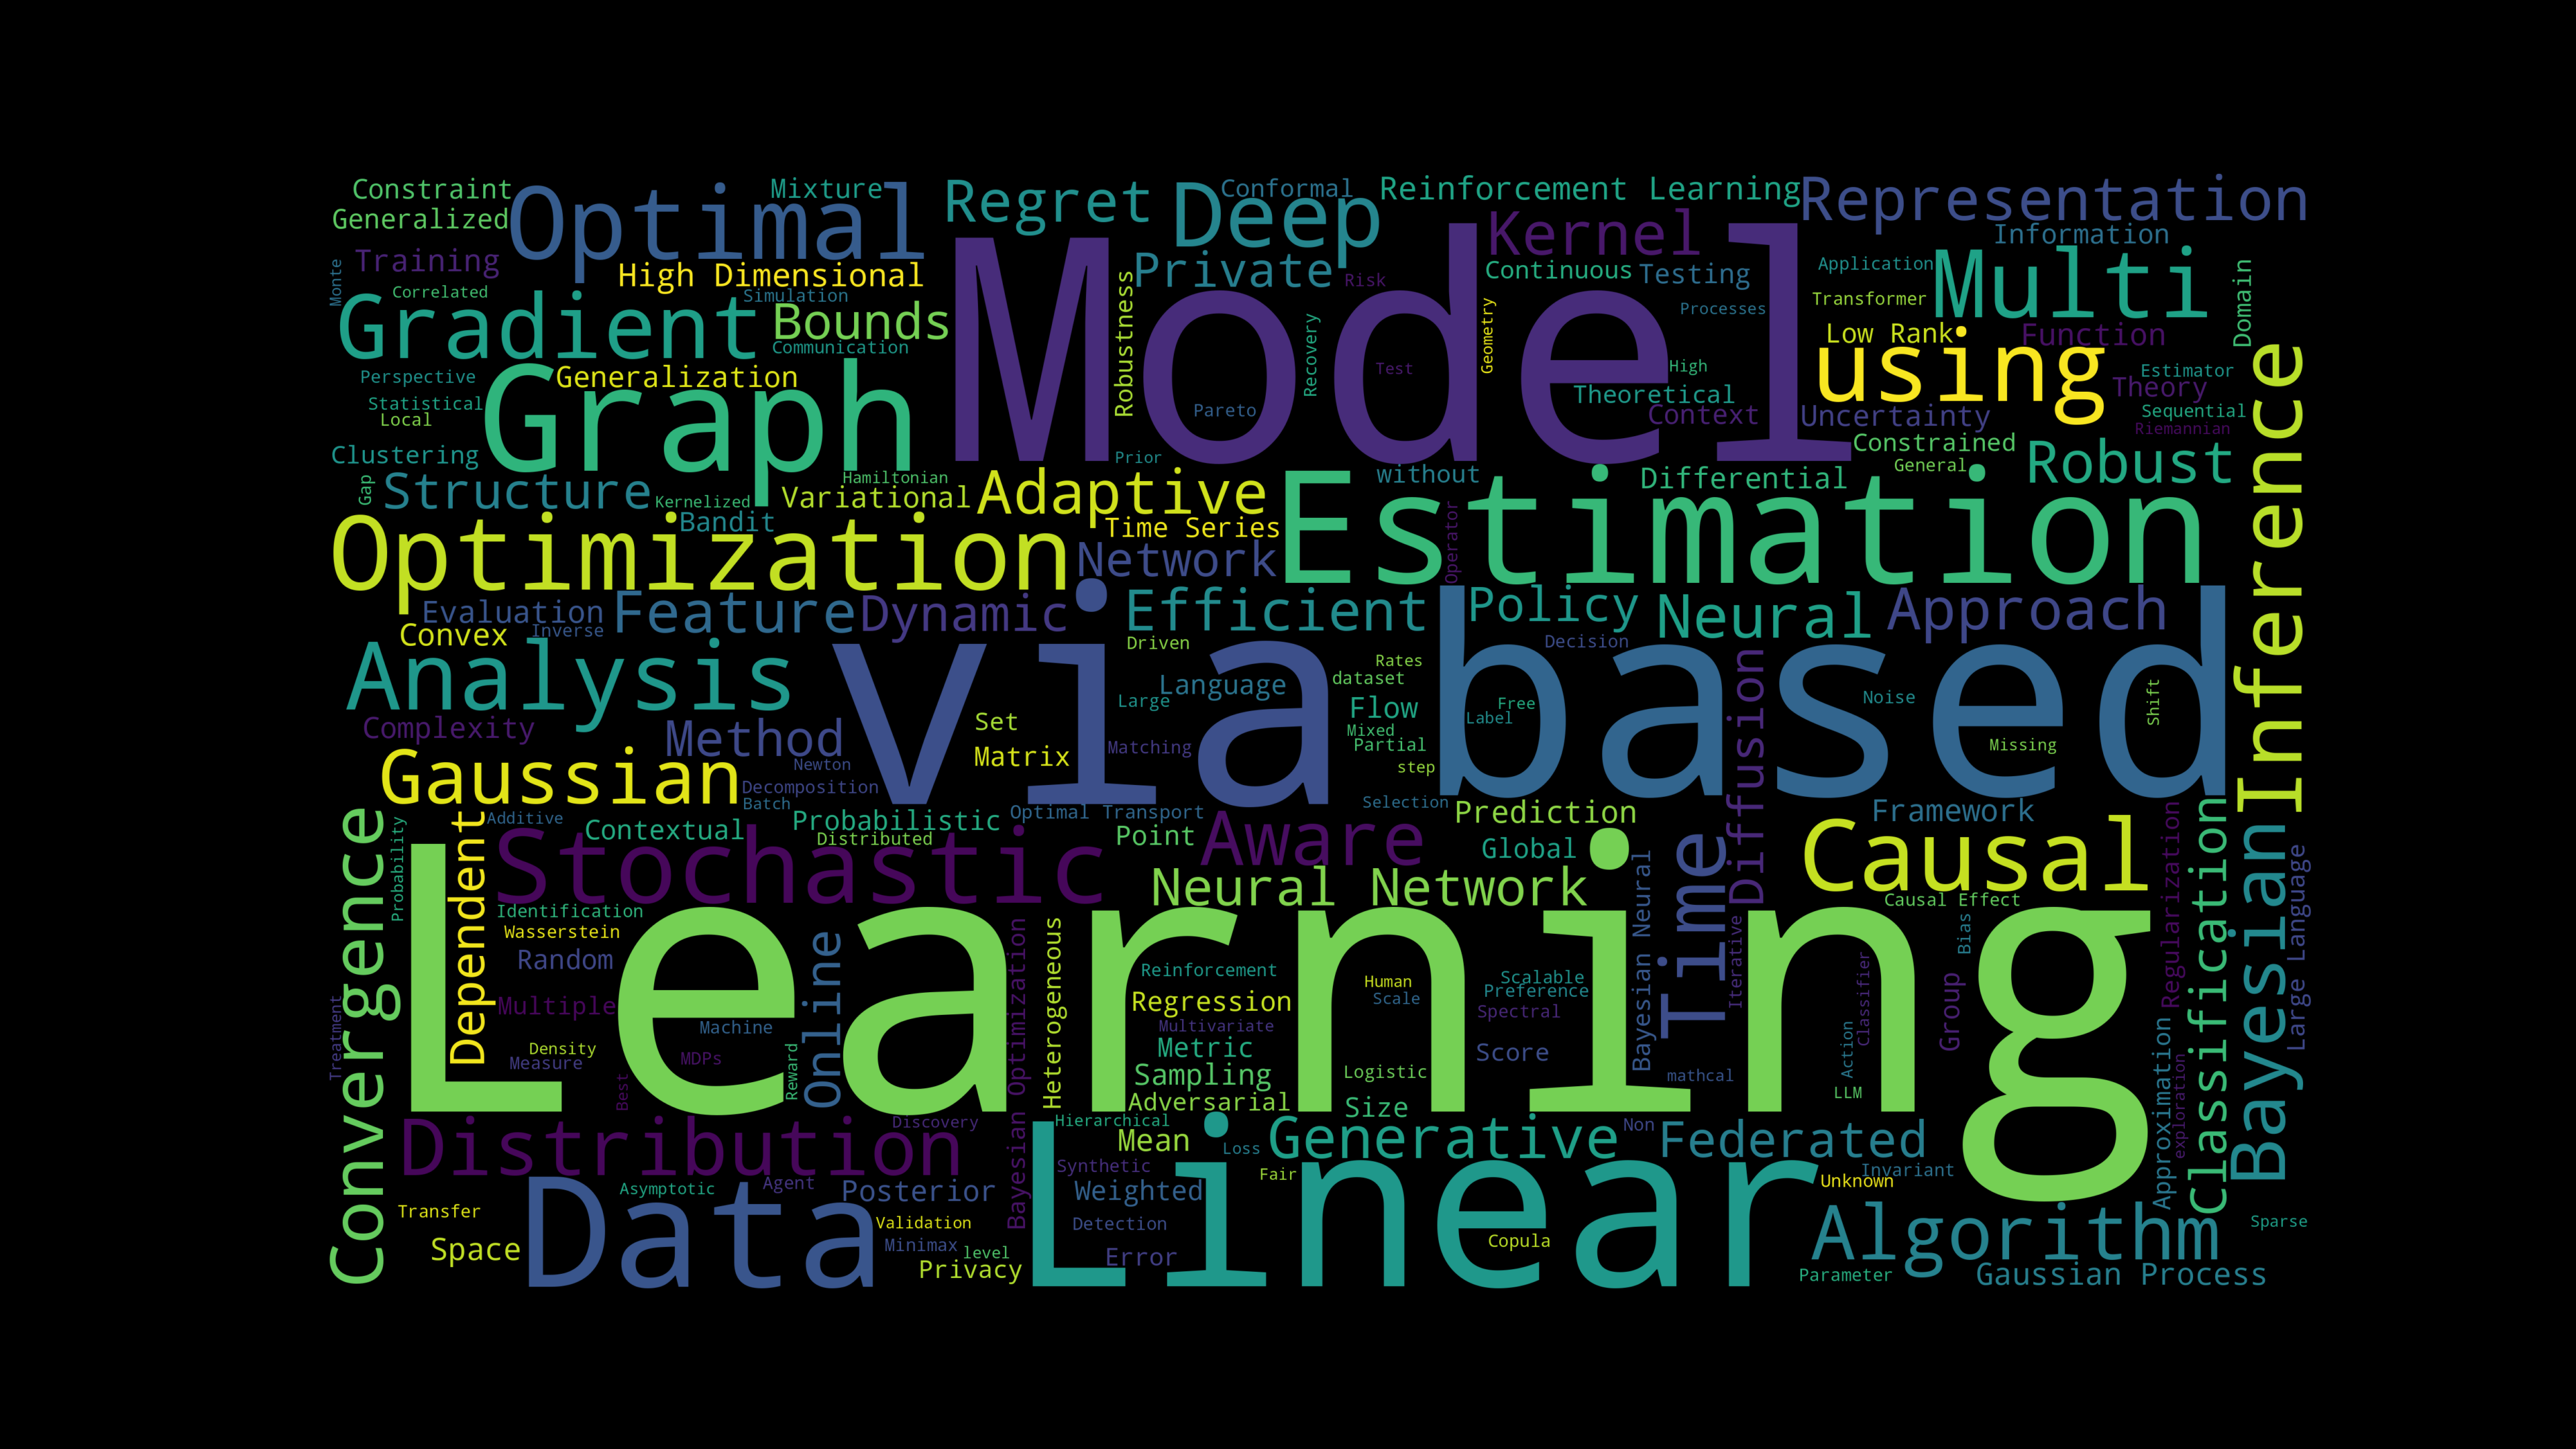 Constraint
Generalized
Optimal
Mixture
Regret
Deep
Conformal
Reinforcement Learning
Representation
Kernel
Information
Training
High Dimensional
Private
Risk
Continuous
Testing
Application
Multi
Monte
Correlated
Simulation
Transformer
Processes
Domain
Gradient
Bounds
Model
Robustness
Recovery
Geometry
Low Rank
Function
using
Communication
Perspective
Generalization
Test
High
Estimator
Graph
Statistical
Local
Pareto
Theoretical
Context
Uncertainty
Theory
Sequential
Riemannian
Inference
Clustering
Prior
Constrained
General
Robust
Gap
Structure
Kernelized
Hamiltonian
Variational
Adaptive
without
Differential
Bandit
Time Series
Estimation
Optimization
Network
Operator
Evaluation
Inverse
Feature
Dynamic
Efficient
Policy
Neural
Approach
Convex
Driven
Decision
Analysis
via
based
Rates
dataset
Language
Large
Flow
Free
Label
Noise
Shift
Complexity
Method
Set
Matrix
Matching
Mixed
Partial
step
Missing
Diffusion
Gaussian
Newton
Decomposition
Batch
Selection
Additive
Contextual
Probabilistic
Distributed
Optimal Transport
Point
Aware
Prediction
Global
Framework
Causal
Convergence
Probability
Dependent
Stochastic
Neural Network
Time
Causal Effect
Regularization
Classification
Bayesian
Large Language
Learning
Identification
Wasserstein
Random
Multiple
Online
Machine
Density
Measure
MDPs
Reward
Best
Treatment
Bayesian Optimization
Heterogeneous
Reinforcement
Regression
Multivariate
Metric
Sampling
Adversarial
Human
Scale
Scalable
Preference
Spectral
Score
Logistic
Size
Bayesian Neural
Iterative
mathcal
Action
Classifier
LLM
Group
Bias
Approximation
exploration
Distribution
Discovery
Hierarchical
Mean
Loss
Generative
Non
Federated
Synthetic
Weighted
Fair
Invariant
Unknown
Data
Asymptotic
Agent
Posterior
Linear
Transfer
Space
Validation
Minimax
level
Privacy
Detection
Error
Copula
Algorithm
Sparse
Parameter
Gaussian Process